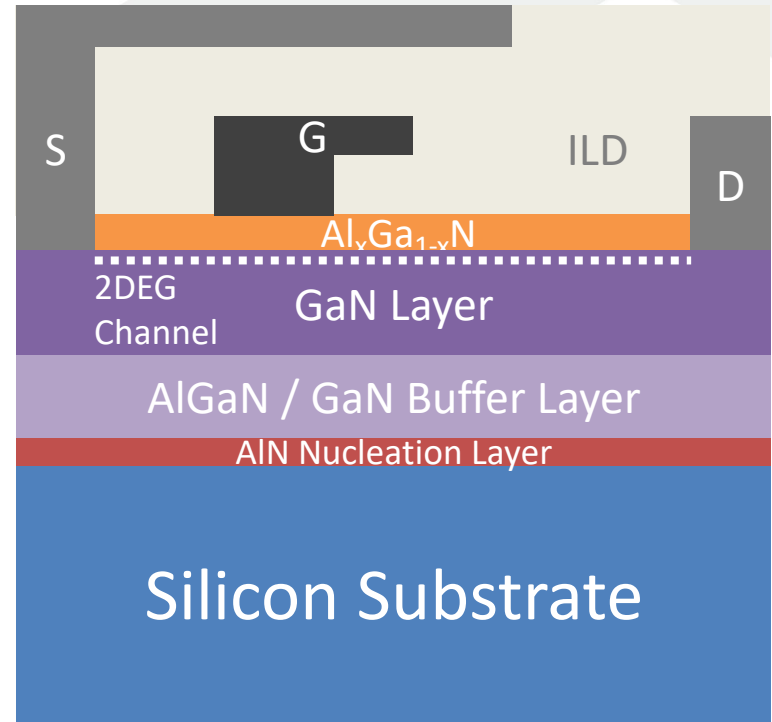 S
G
ILD
D
AlₓGa₁₋ₓN
2DEG
Channel
GaN Layer
AlGaN / GaN Buffer Layer
AlN Nucleation Layer
Silicon Substrate